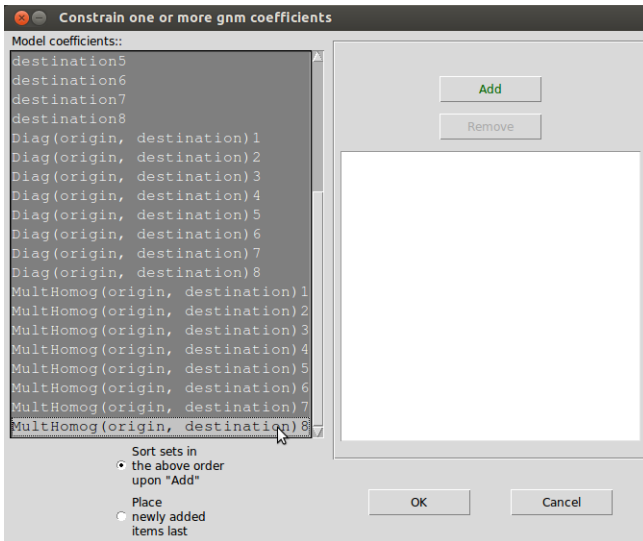 Constrain one or more gnm coefficients
Model coefficients::
destination5
destination6
destination7
destination8
Diag(origin, destination)1
Diag(origin, destination)2
Diag(origin, destination)3
Diag(origin, destination)4
Diag(origin, destination)5
Diag(origin, destination)6
Diag(origin, destination)7
Diag(origin, destination)8
MultHomog(origin, destination)1
MultHomog(origin, destination)2
MultHomog(origin, destination)3
MultHomog(origin, destination)4
MultHomog(origin, destination)5
MultHomog(origin, destination)6
MultHomog(origin, destination)7
MultHomog(origin, destination)8
Sort sets in
the above order
upon "Add"
Place
newly added
items last
Add
Remove
OK
Cancel